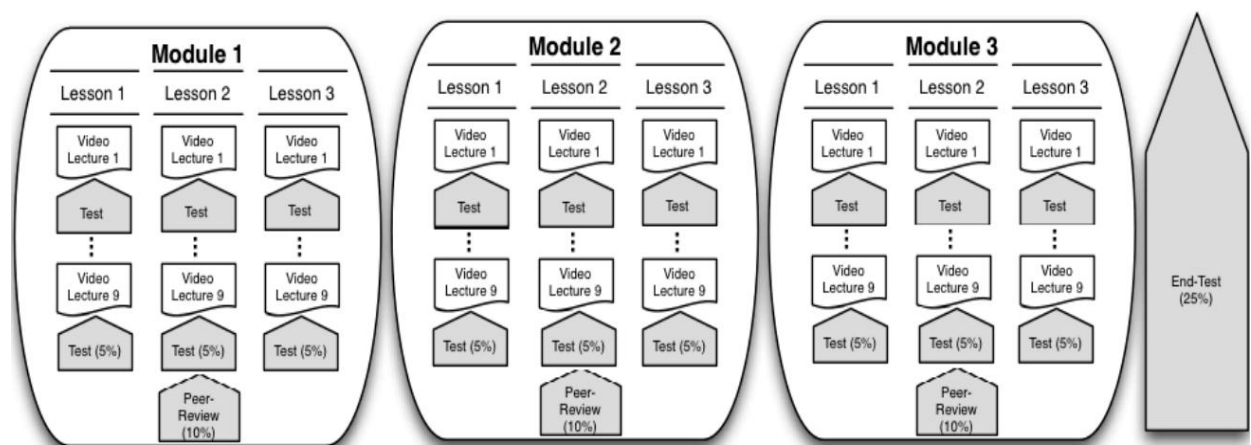 Module 1
Lesson 1 Lesson 2 Lesson 3
Video Video Video
Lecture 1 Lecture 1 Lecture 1
Test Test Test
Video Video Video
Lecture 9 Lecture 9 Lecture 9
Test (5%) Test (5%) Test (5%)
Peer-
Review
(10%)
Module 2
Lesson 1 Lesson 2 Lesson 3
Video Video Video
Lecture 1 Lecture 1 Lecture 1
Test Test Test
Video Video Video
Lecture 9 Lecture 9 Lecture 9
Test (5%) Test (5%) Test (5%)
Peer-
Review
(10%)
Module 3
Lesson 1 Lesson 2 Lesson 3
Video Video Video
Lecture 1 Lecture 1 Lecture 1
Test Test Test
Video Video Video
Lecture 9 Lecture 9 Lecture 9
Test (5%) Test (5%) Test (5%)
Peer-
Review
(10%)
End-Test
(25%)